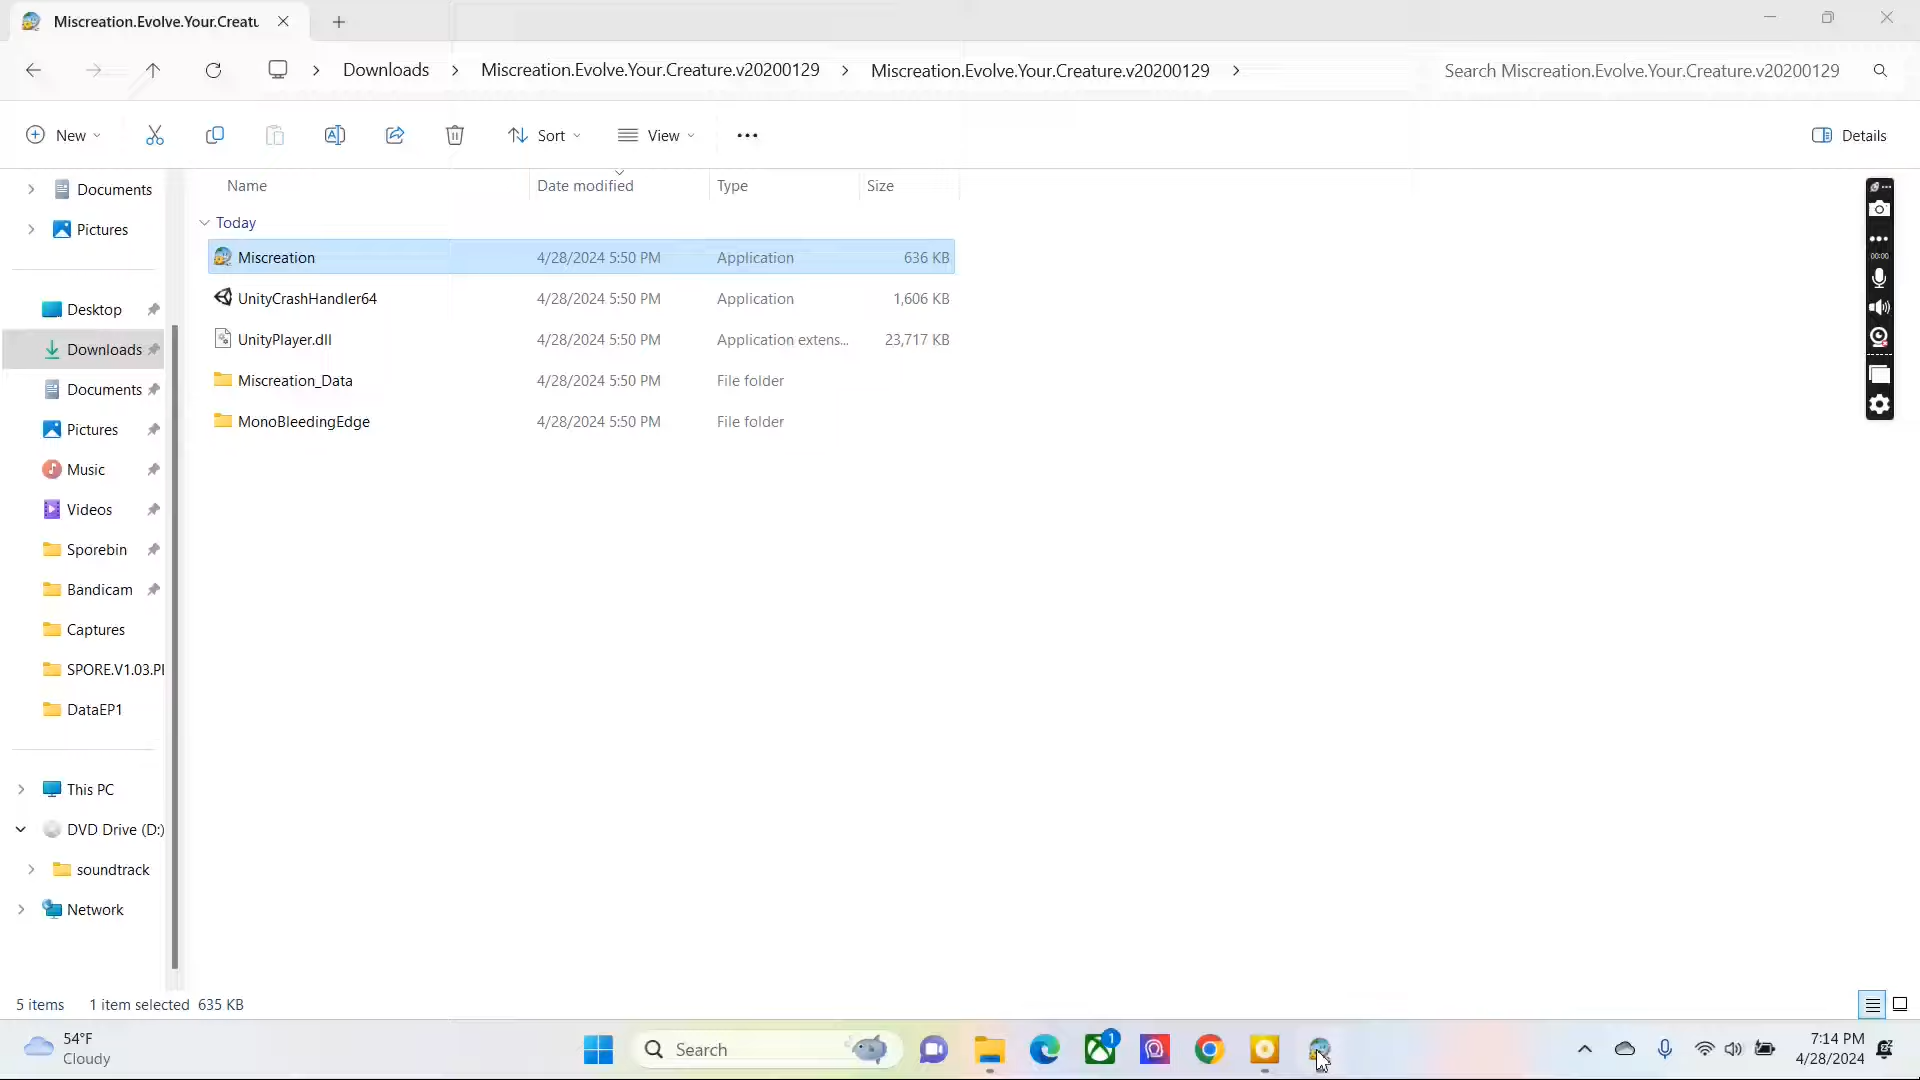 Miscreation.Evolve.Your.Creatu
Downloads Miscreation.Evolve.Your.Creature.v20200129 Miscreation.Evolve.Your.Creature.v20200129 Search Miscreation.Evolve.Your.Creature.v20200129
New Sort View Details
Name Date modified Type Size
Documents
Pictures
Desktop
Downloads
Documents
Pictures
Music
Videos
Sporebin
Bandicam
Captures
SPORE.V1.03.Pl
DataEP1
This PC
DVD Drive (D:)
soundtrack
Network
Today
Miscreation 4/28/2024 5:50 PM Application 636 KB
UnityCrashHandler64 4/28/2024 5:50 PM Application 1,606 KB
UnityPlayer.dll 4/28/2024 5:50 PM Application extens... 23,717 KB
Miscreation_Data 4/28/2024 5:50 PM File folder
MonoBleedingEdge 4/28/2024 5:50 PM File folder
00:00
5 items 1 item selected 635 KB
54°F
Cloudy
Search
1
7:14 PM
4/28/2024